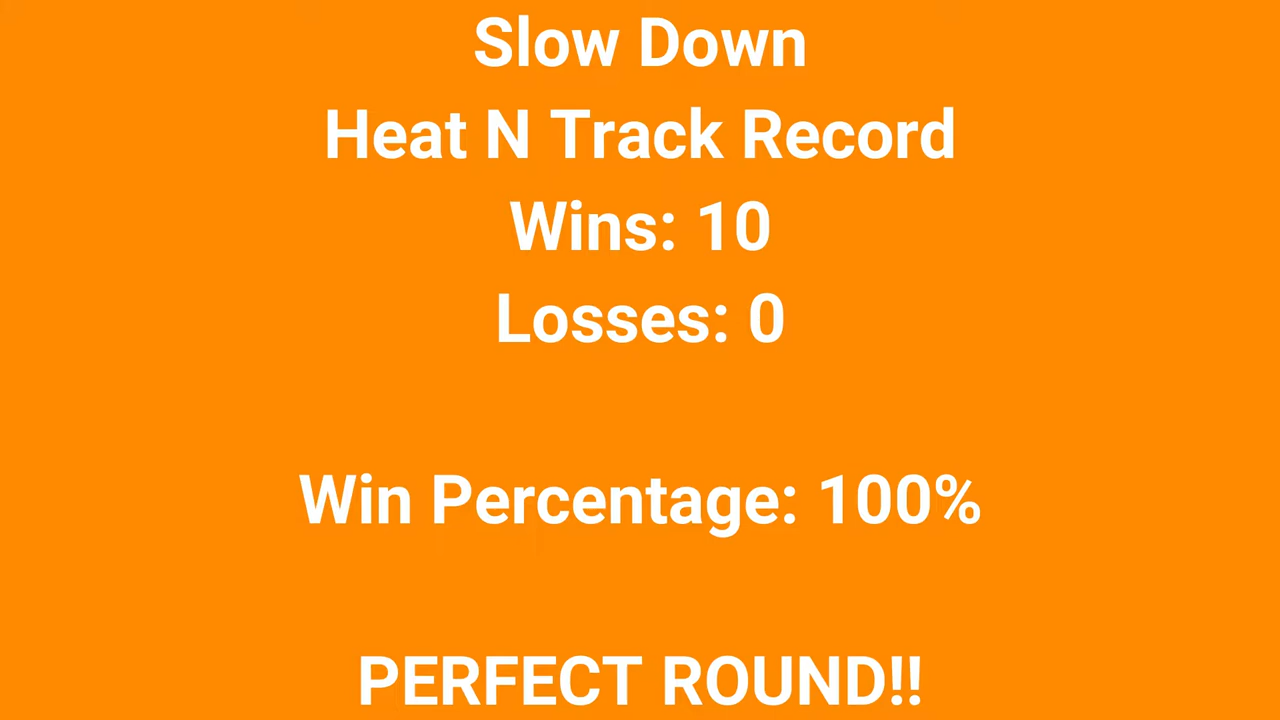 Slow Down
Heat N Track Record
Wins: 10
Losses: 0
Win Percentage: 100%
PERFECT ROUND!!